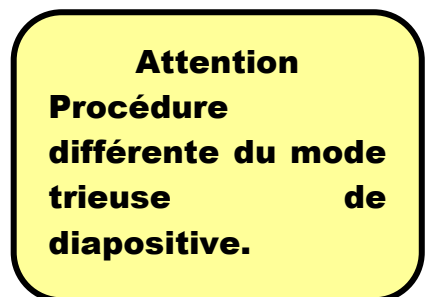 Attention
Procédure
différente du mode
trieuse de
diapositive.